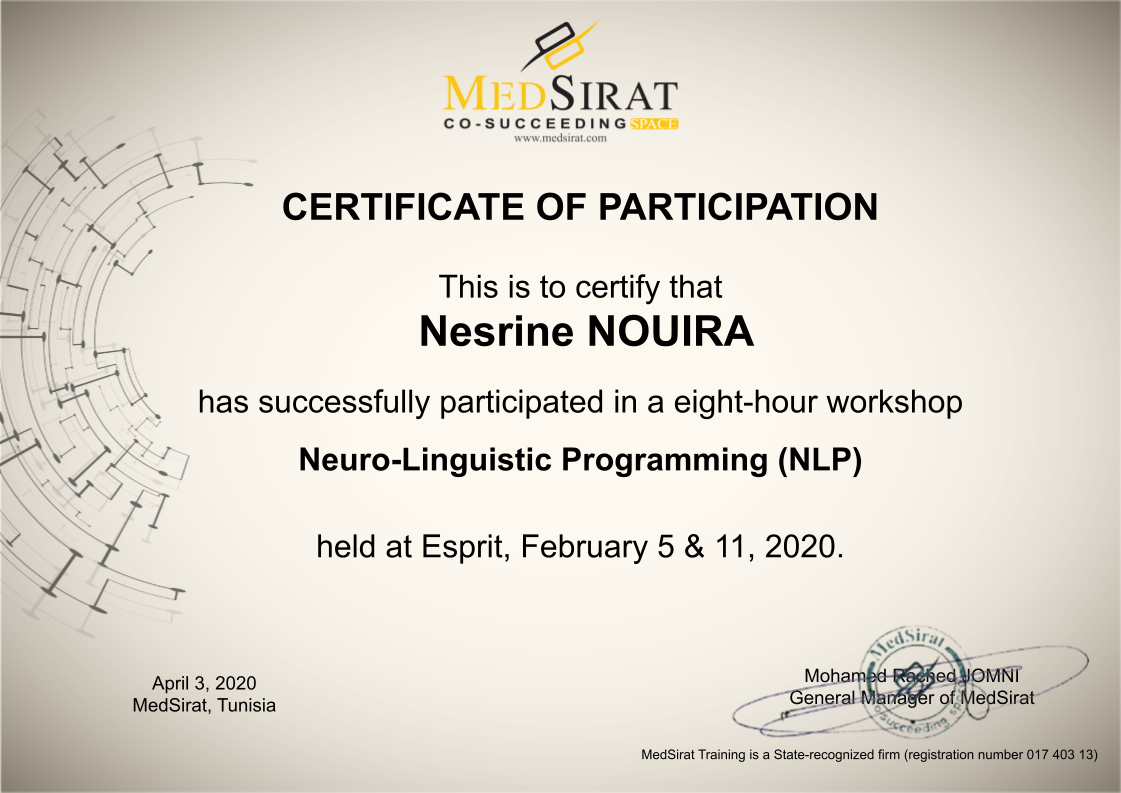 MEDSIRAT
CO-SUCCEEDING SPACE
www.medsirat.com
CERTIFICATE OF PARTICIPATION
This is to certify that
Nesrine NOUIRA
has successfully participated in a eight-hour workshop
Neuro-Linguistic Programming (NLP)
held at Esprit, February 5 & 11, 2020.
April 3, 2020
MedSirat, Tunisia
MedSirat
Mohamed Rached JOMNI
General Manager of MedSirat
co-succeeding space
MedSirat Training is a State-recognized firm (registration number 017 403 13)